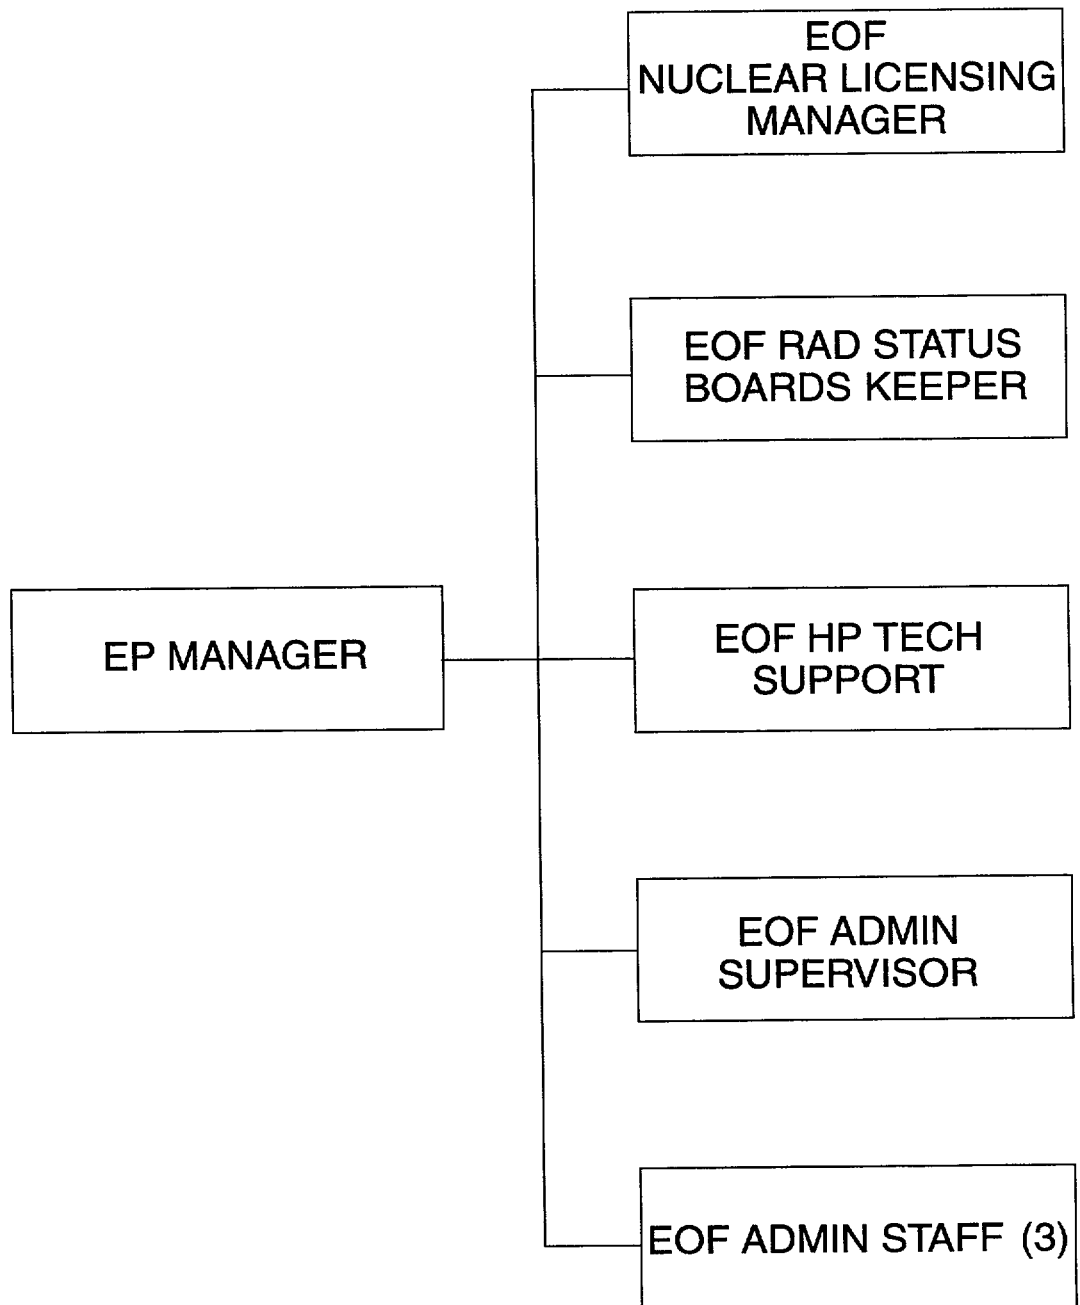 EOF
NUCLEAR LICENSING
MANAGER
EOF RAD STATUS
BOARDS KEEPER
EP MANAGER
EOF HP TECH
SUPPORT
EOF ADMIN
SUPERVISOR
EOF ADMIN STAFF (3)